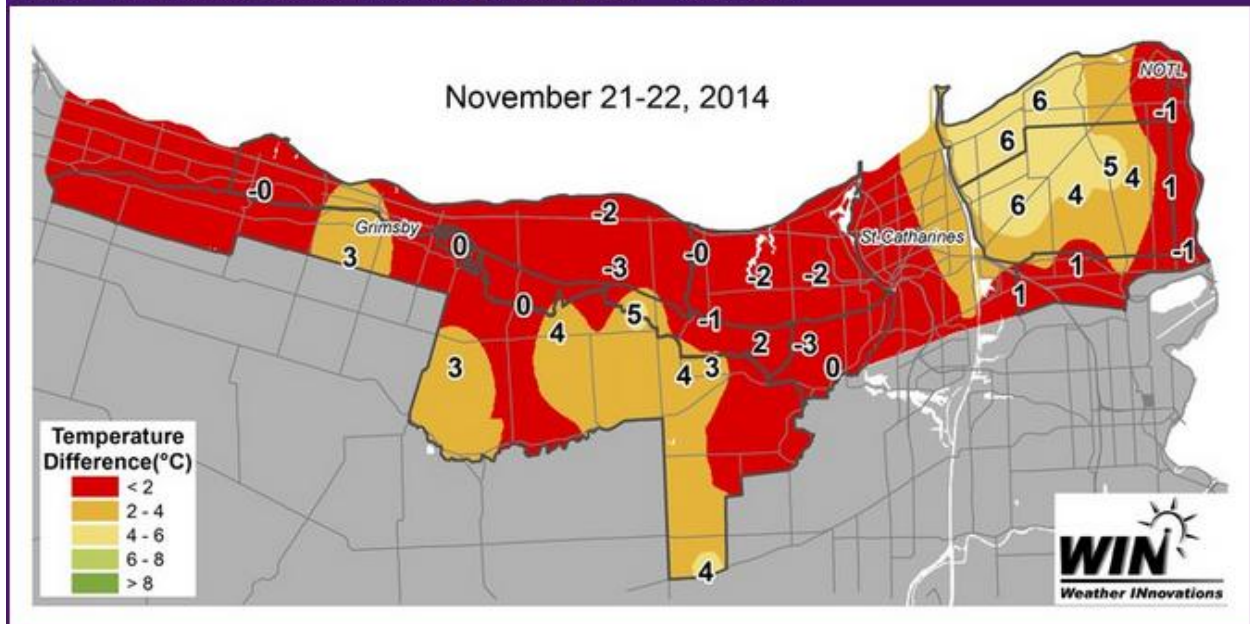 November 21-22, 2014
NOTL
6
-1
6
5
4
4
1
6
-0
-2
Grimsby
St.Catharines
0
-0
-1
3
-3
-2
-2
1
1
0
4
5
-1
2
-3
3
4
3
0
4
Temperature
Difference(°C)
< 2
2 - 4
4 - 6
6 - 8
> 8
WIN
Weather INnovations